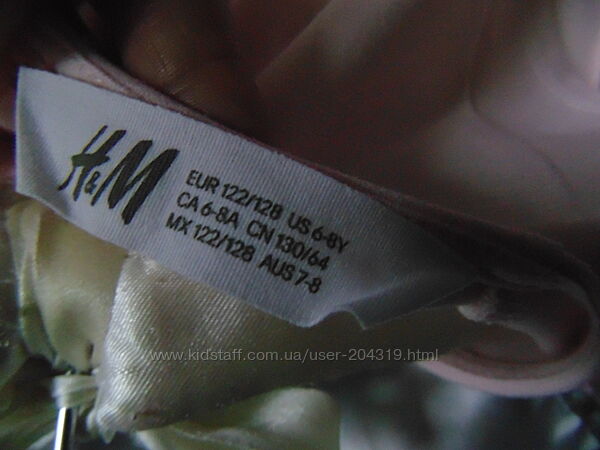 H&M
EUR 122/128 US 6-8Y
CA 6-8A CN 130/64
MX 122/128 AUS 7-8
www.kidstaff.com.ua/user-204319.html